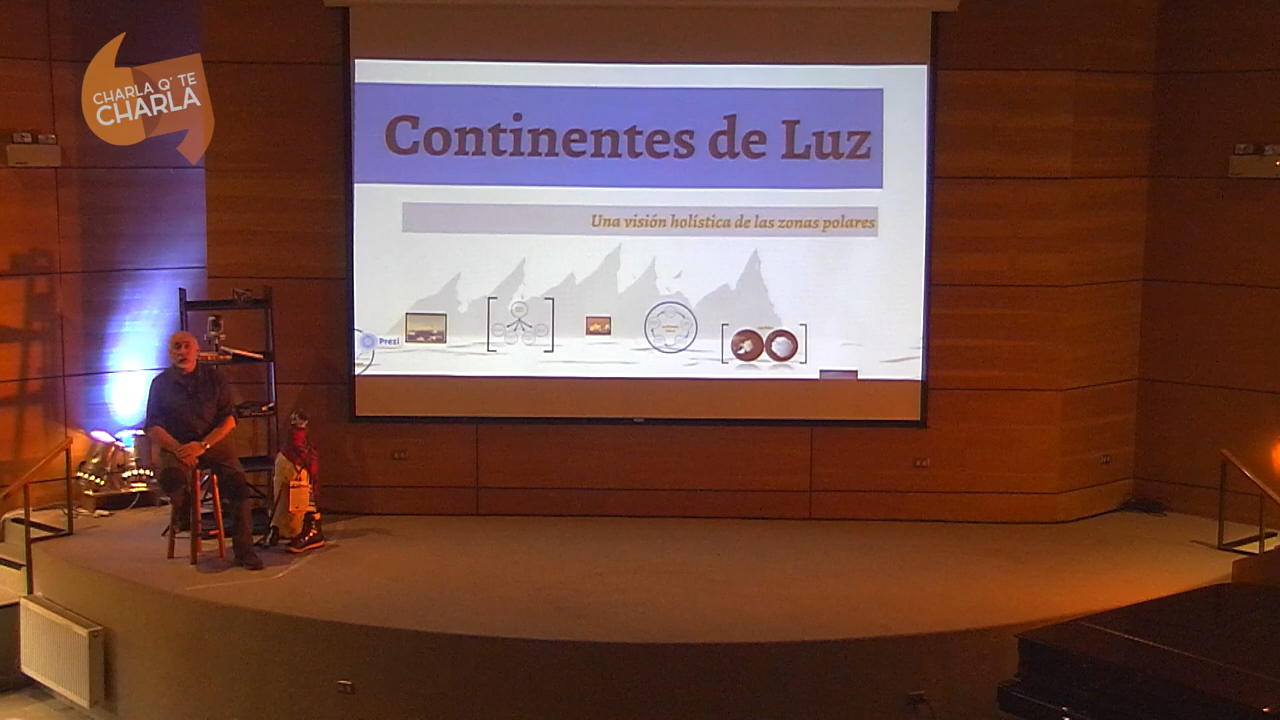 CHARLA Q' TE
CHARLA
Continentes de Luz
Una visión holística de las zonas polares
Prezi